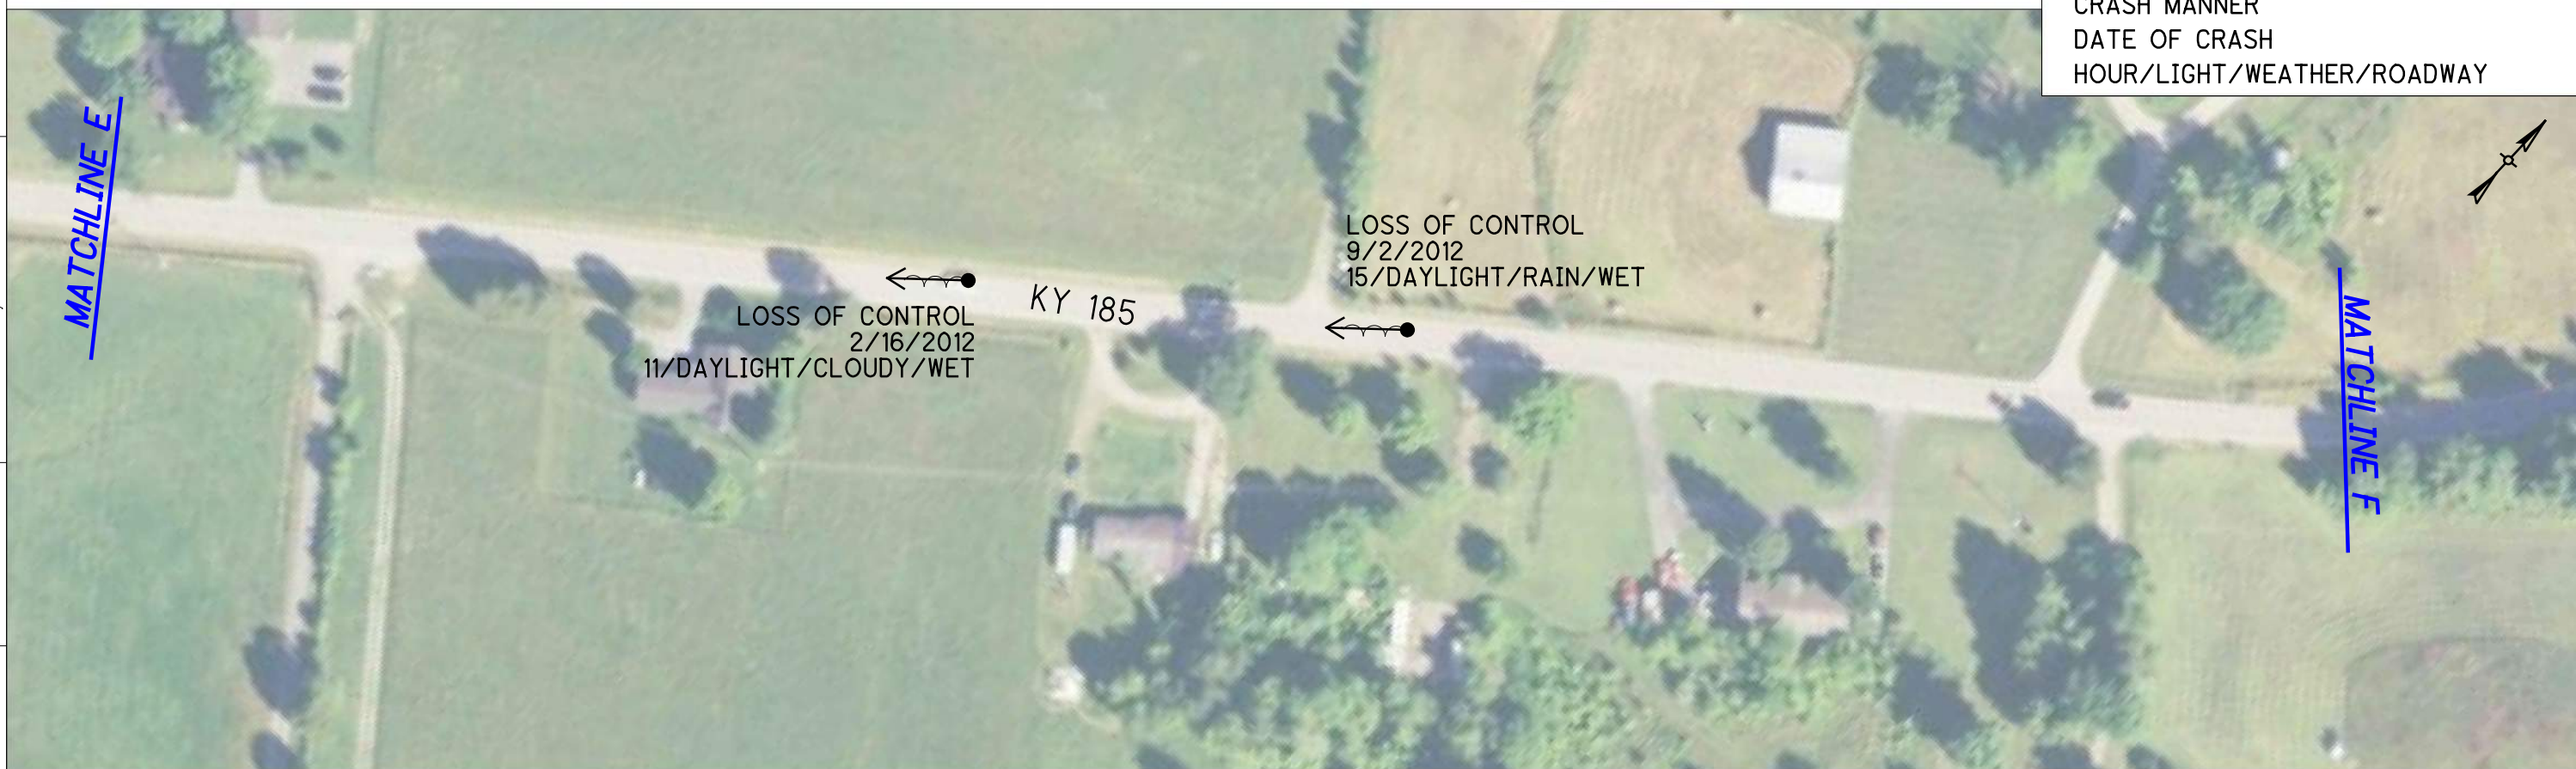 CRASH MANNER
DATE OF CRASH
HOUR/LIGHT/WEATHER/ROADWAY
MATCHLINE E
LOSS OF CONTROL
9/2/2012
15/DAYLIGHT/RAIN/WET
KY 185
LOSS OF CONTROL
2/16/2012
11/DAYLIGHT/CLOUDY/WET
MATCHLINE F